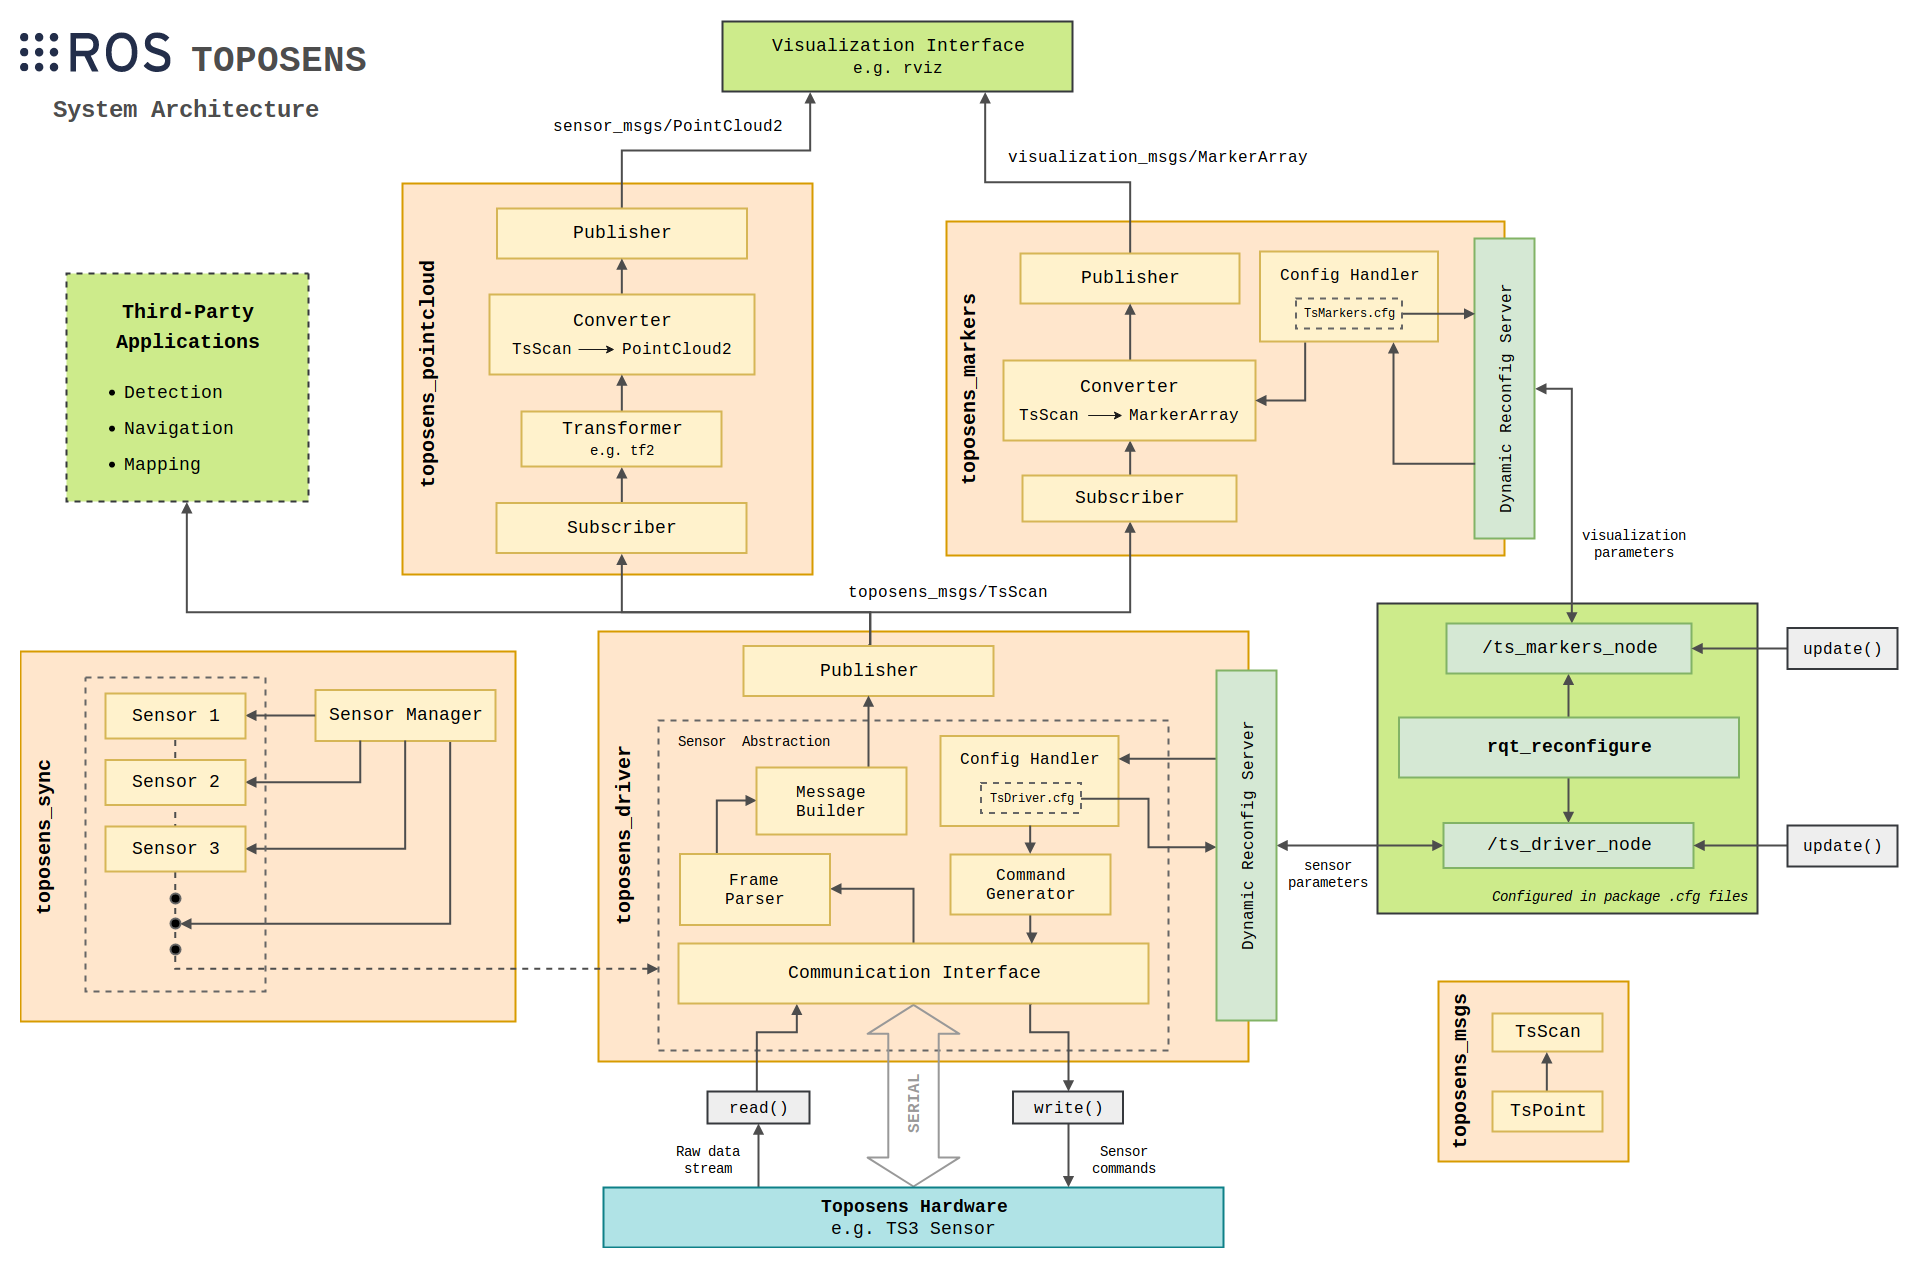 ROS TOPOSENS
System Architecture
Visualization Interface
e.g. rviz
sensor_msgs/PointCloud2
visualization_msgs/MarkerArray
Third-Party
Applications
• Detection
• Navigation
• Mapping
toposens_pointcloud
Publisher
Converter
TsScan PointCloud2
Transformer
e.g. tf2
Subscriber
toposens_markers
Publisher
Config Handler
TsMarkers.cfg
Converter
TsScan MarkerArray
Subscriber
Dynamic Reconfig Server
visualization
parameters
toposens_msgs/TsScan
toposens_sync
Sensor 1
Sensor Manager
Sensor 2
Sensor 3
toposens_driver
Publisher
Sensor Abstraction
Message
Builder
Config Handler
TsDriver.cfg
Frame
Parser
Command
Generator
Communication Interface
Dynamic Reconfig Server
sensor
parameters
/ts_markers_node
update()
rqt_reconfigure
/ts_driver_node
update()
Configured in package .cfg files
read()
SERIAL
write()
Raw data
stream
Sensor
commands
Toposens Hardware
e.g. TS3 Sensor
toposens_msgs
TsScan
TsPoint